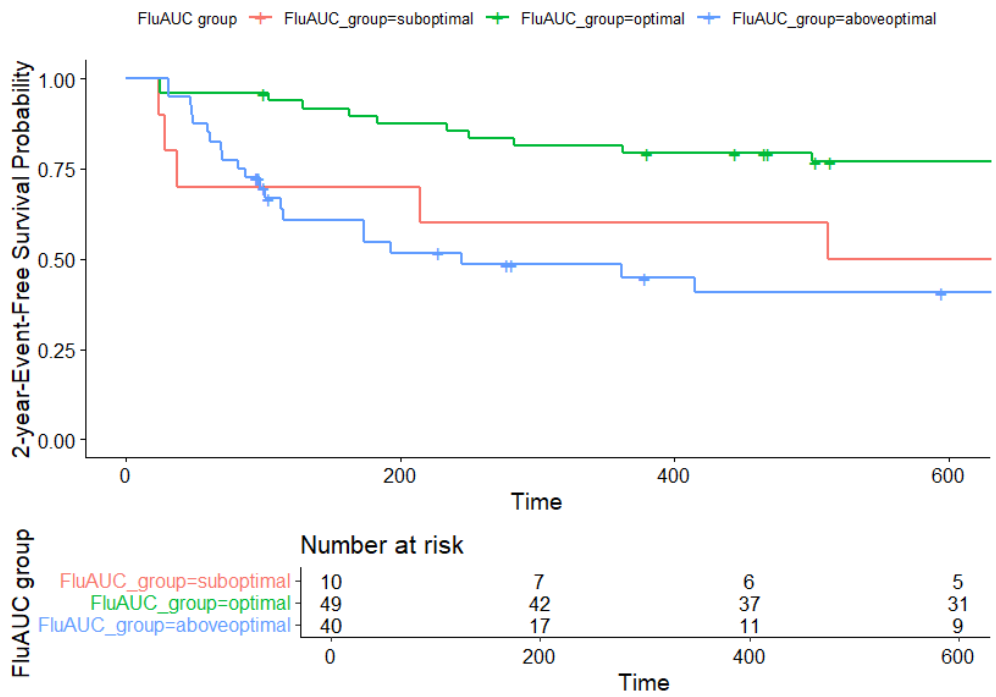 FluAUC group FluAUC_group=suboptimal FluAUC_group=optimal FluAUC_group=aboveoptimal
2-year-Event-Free Survival Probability
1.00
0.75
0.50
0.25
0.00
0 200 400 600
Time
Number at risk
FluAUC group
FluAUC_group=suboptimal 10 7 6 5
FluAUC_group=optimal 49 42 37 31
FluAUC_group=aboveoptimal 40 17 11 9
0 200 400 600
Time